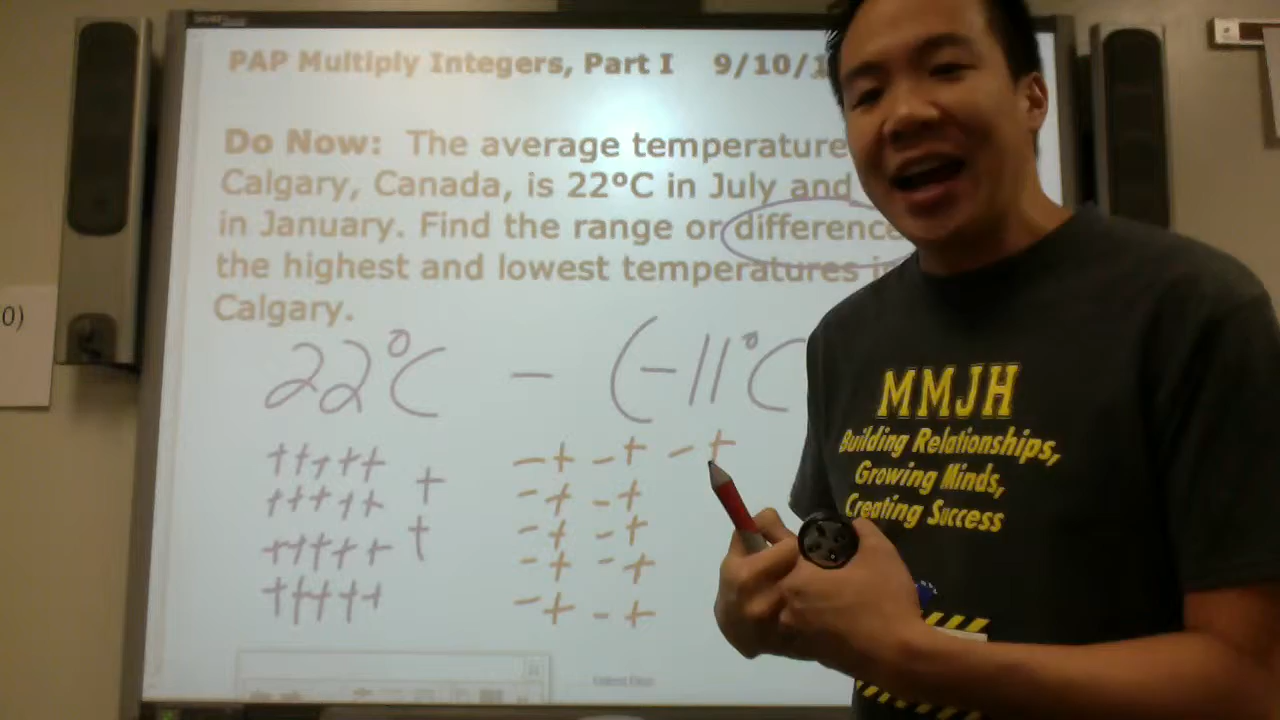 PAP Multiply Integers, Part I 9/10/1
Do Now: The average temperature
Calgary, Canada, is 22°C in July and
in January. Find the range or difference
the highest and lowest temperatures i
Calgary.
22°C - (-11°C
+++++ -+ -+ -+
+++++ + -+ -+
+++++ + -+ -+
+++++ -+ -+
-+ -+
0)
MMJH
Building Relationships,
Growing Minds,
Creating Success